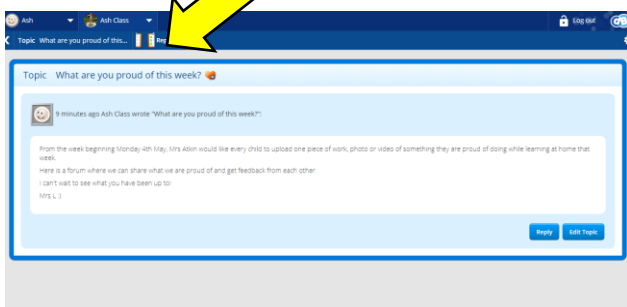 Ash Ash Class Log Out
Topic What are you proud of this...
Topic What are you proud of this week?
9 minutes ago Ash Class wrote "What are you proud of this week?":
From the week beginning Monday 4th May, Mrs Atkin would like every child to upload one piece of work, photo or video of something they are proud of doing while learning at home that
week.
Here is a forum where we can share what we are proud of and get feedback from each other.
I can't wait to see what you have been up to!
Mrs L :)
Reply Edit Topic